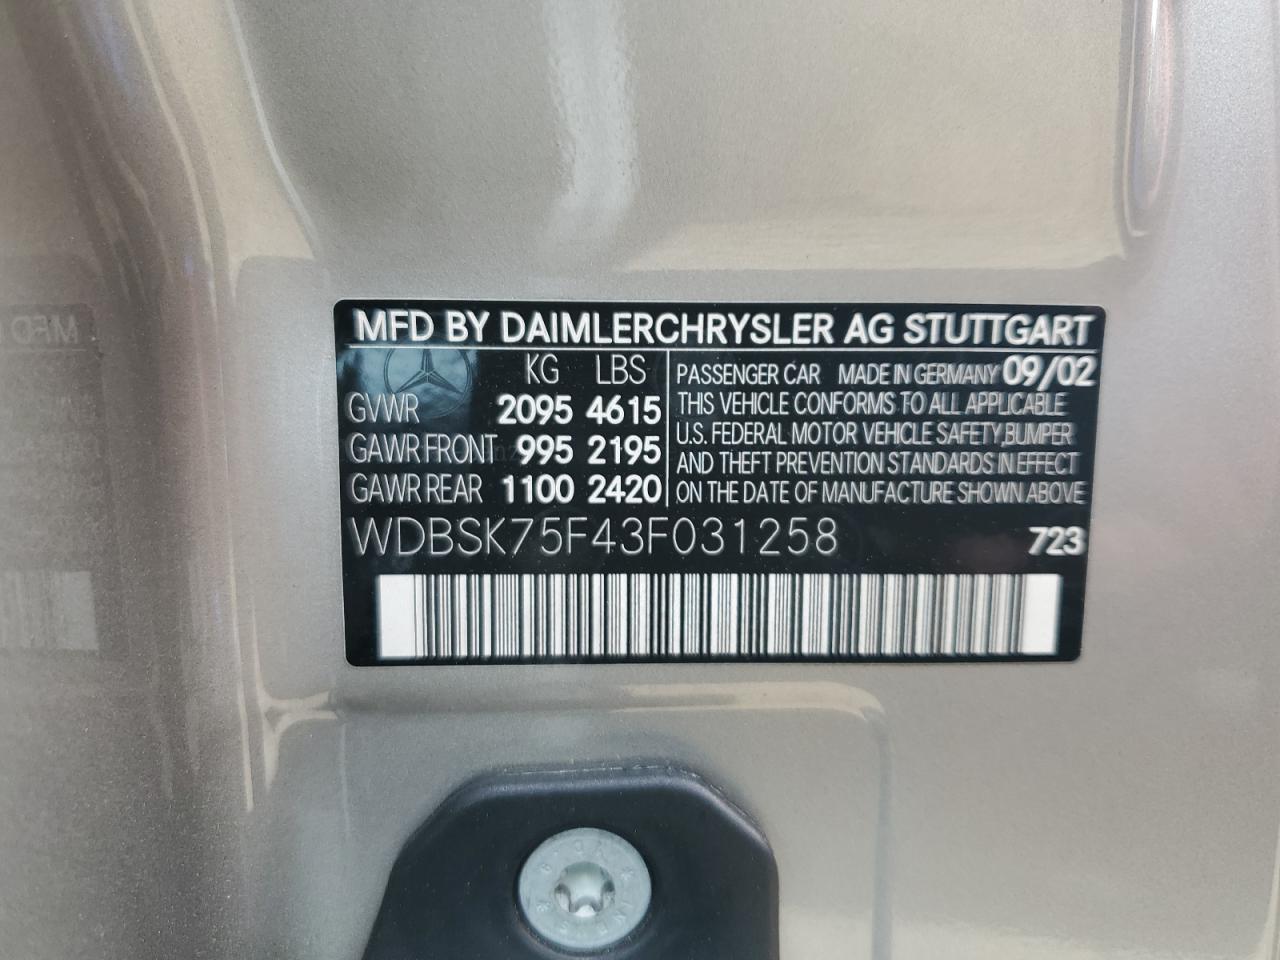 MFD BY DAIMLERCHRYSLER AG STUTTGART
KG LBS
GVWR 2095 4615
GAWR FRONT 995 2195
GAWR REAR 1100 2420
PASSENGER CAR MADE IN GERMANY 09/02
THIS VEHICLE CONFORMS TO ALL APPLICABLE
U.S. FEDERAL MOTOR VEHICLE SAFETY, BUMPER
AND THEFT PREVENTION STANDARDS IN EFFECT
ON THE DATE OF MANUFACTURE SHOWN ABOVE
WDBSK75F43F031258 723